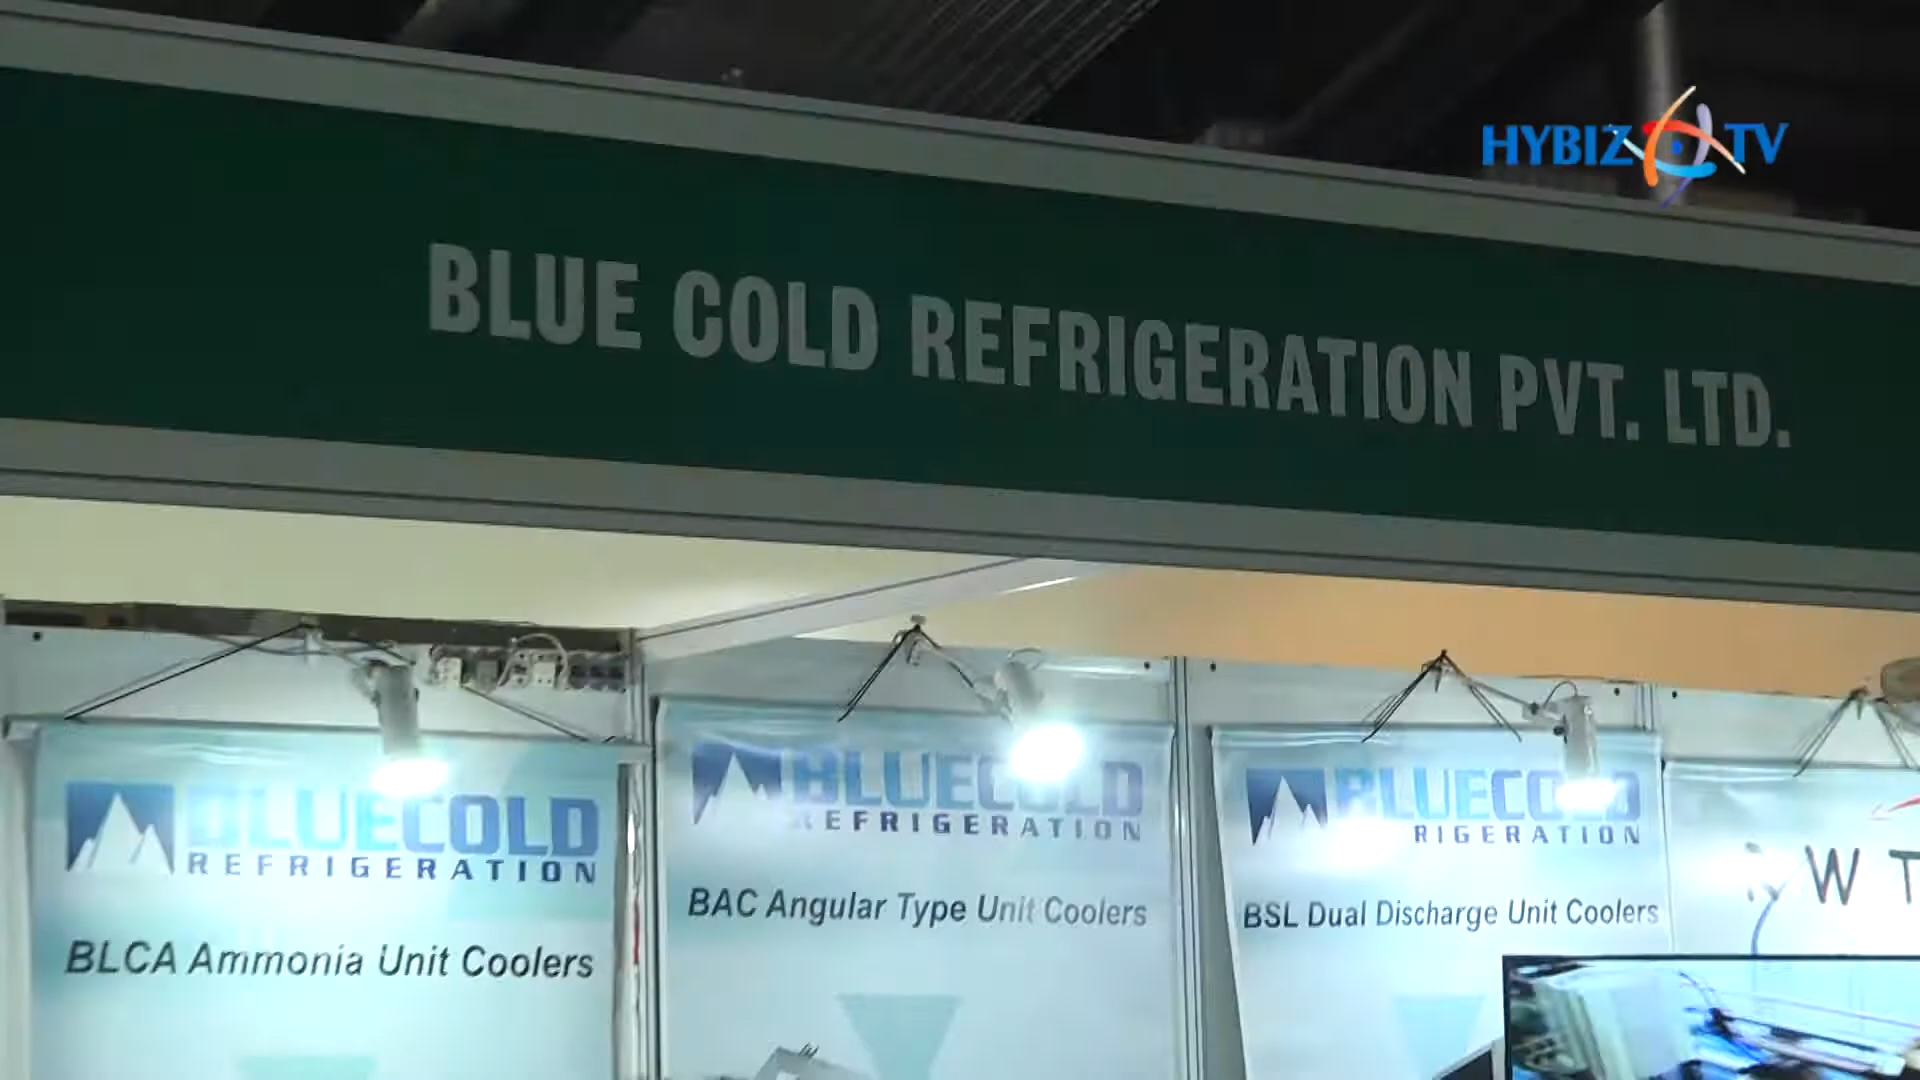 HYBIZ TV
BLUE COLD REFRIGERATION PVT. LTD.
BLUECOLD
REFRIGERATION
BLCA Ammonia Unit Coolers
BLUECOLD
REFRIGERATION
BAC Angular Type Unit Coolers
BLUECOLD
RIGERATION
BSL Dual Discharge Unit Coolers